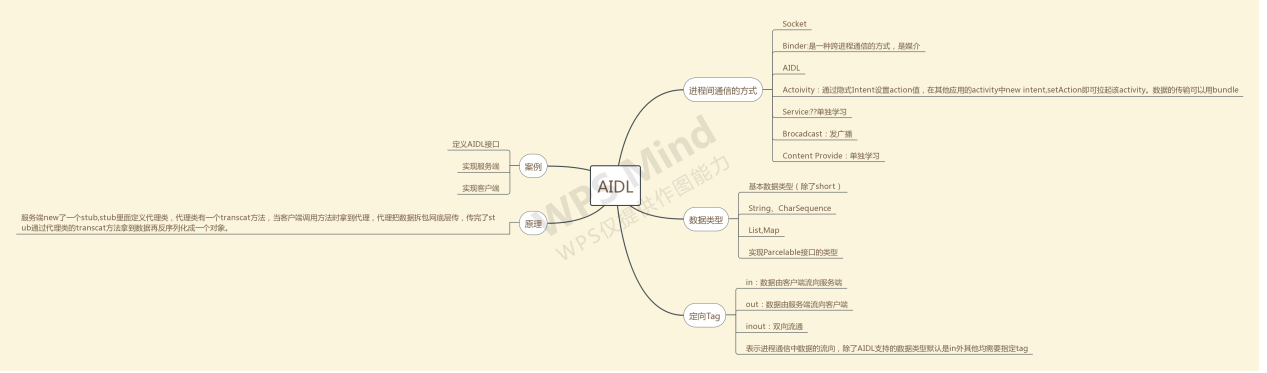 AIDL
进程间通信的方式
Socket
Binder:是一种跨进程通信的方式，是媒介
AIDL
Actoivity：通过隐式Intent设置action值，在其他应用的activity中new intent,setAction即可拉起该activity。数据的传输可以用bundle
Service:??单独学习
Brocadcast：发广播
Content Provide：单独学习
数据类型
基本数据类型（除了short）
String、CharSequence
List,Map
实现Parcelable接口的类型
定向Tag
in：数据由客户端流向服务端
out：数据由服务端流向客户端
inout：双向流通
表示进程通信中数据的流向，除了AIDL支持的数据类型默认是in外其他均需要指定tag
案例
定义AIDL接口
实现服务端
实现客户端
原理
服务端new了一个stub,stub里面定义代理类，代理类有一个transcat方法，当客户端调用方法时拿到代理，代理把数据拆包网底层传，传完了st
ub通过代理类的transcat方法拿到数据再反序列化成一个对象。
WPS Mind
WPS仅提供作图能力